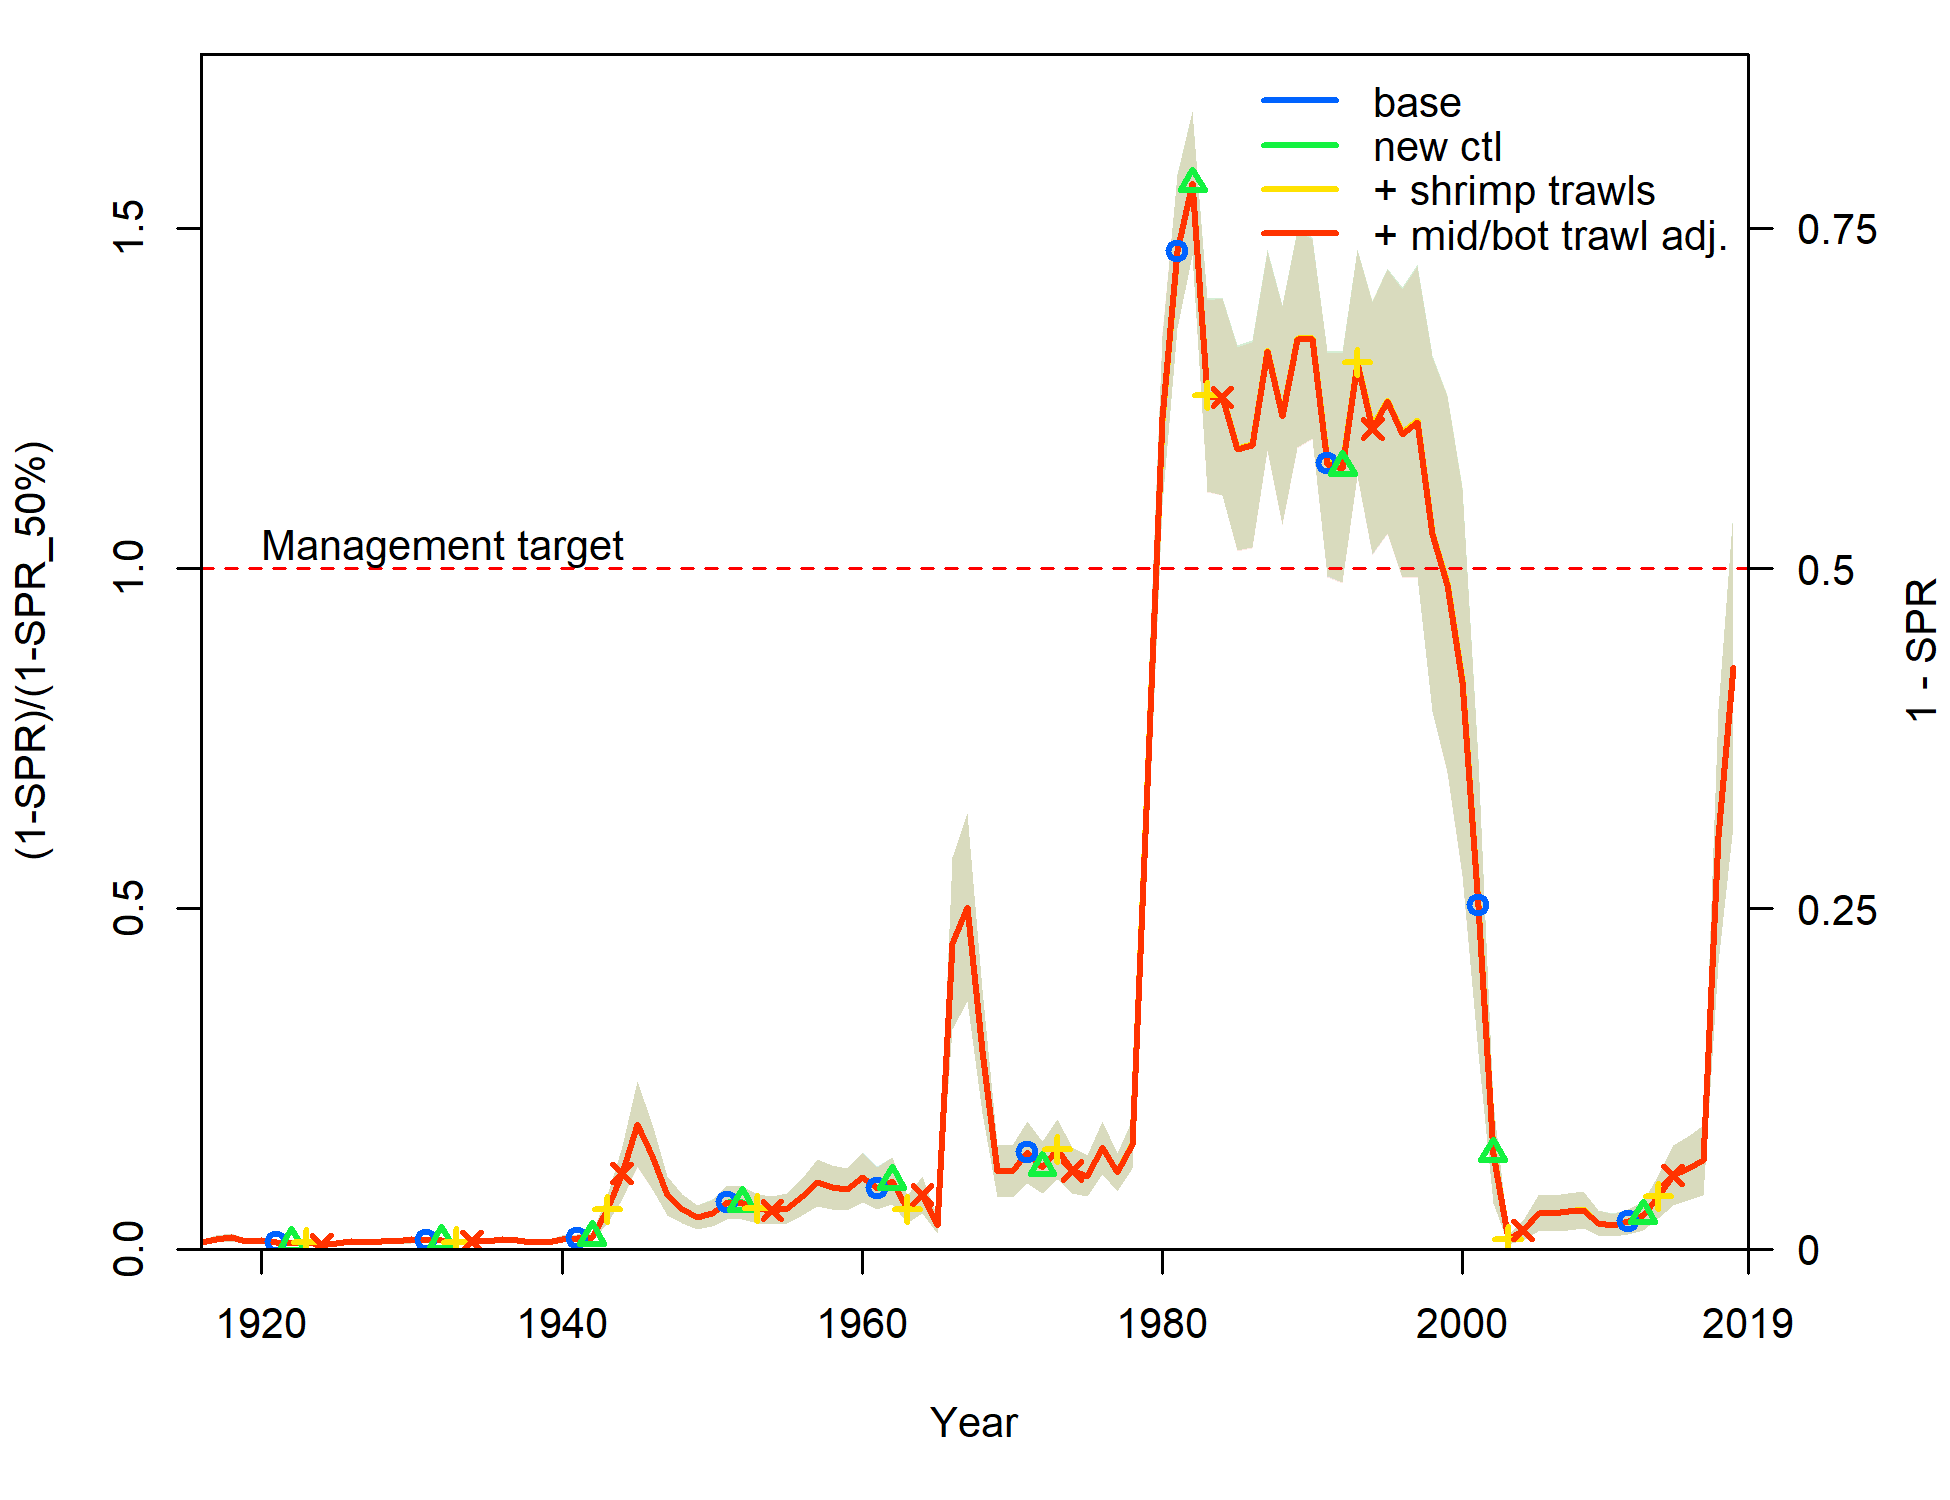 base
new ctl
+ shrimp trawls
+ mid/bot trawl adj.
Management target
(1-SPR)/(1-SPR_50%)
0.0
0.5
1.0
1.5
1 - SPR
0
0.25
0.5
0.75
1920
1940
1960
1980
2000
2019
Year